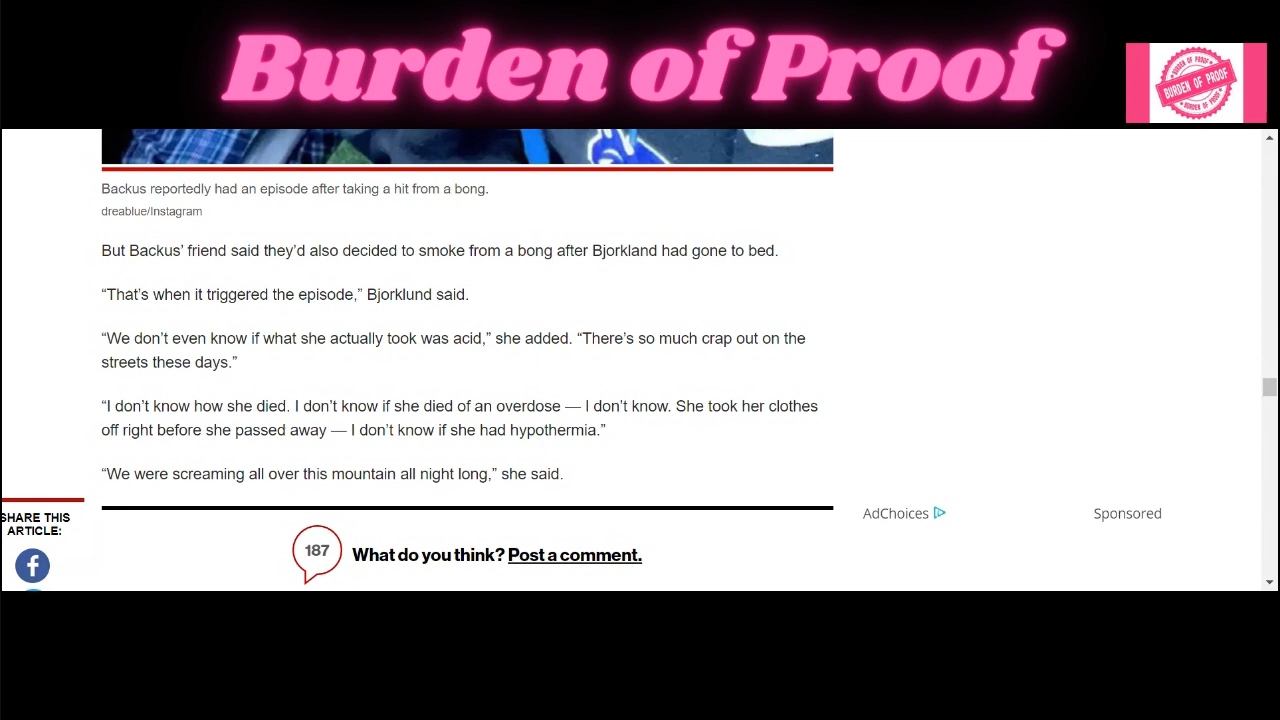 Burden of Proof
BURDEN OF PROOF
BURDEN OF PROOF
BURDEN OF PROOF
Backus reportedly had an episode after taking a hit from a bong.
dreablue/Instagram
But Backus’ friend said they’d also decided to smoke from a bong after Bjorkland had gone to bed.
“That’s when it triggered the episode,” Bjorklund said.
“We don’t even know if what she actually took was acid,” she added. “There’s so much crap out on the
streets these days.”
“I don’t know how she died. I don’t know if she died of an overdose — I don’t know. She took her clothes
off right before she passed away — I don’t know if she had hypothermia.”
“We were screaming all over this mountain all night long,” she said.
SHARE THIS
ARTICLE:
f
AdChoices
Sponsored
187
What do you think? Post a comment.